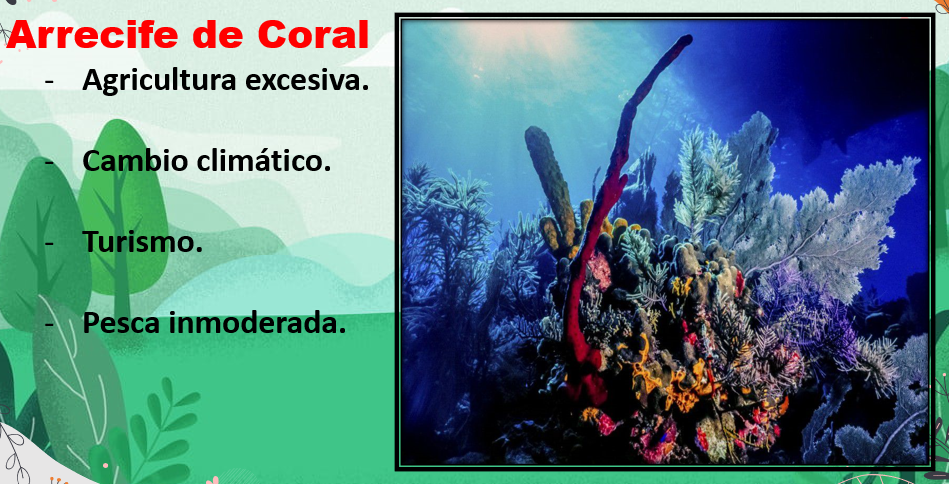 Arrecife de Coral
- Agricultura excesiva.
- Cambio climático.
- Turismo.
- Pesca inmoderada.